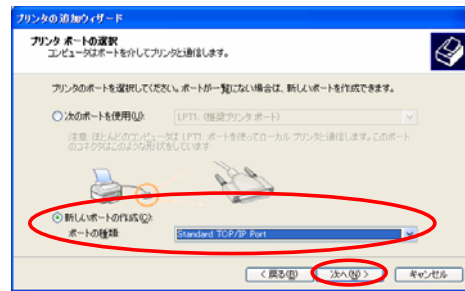 プリンタの追加ウィザード
プリンタ ポートの選択
コンピュータはポートを介してプリンタと通信します。
プリンタのポートを選択してください。ポートが一覧にない場合は、新しいポートを作成できます。
次のポートを使用(U):
LPT1: (推奨プリンタ ポート)
注意: ほとんどのコンピュータは LPT1: ポートを使ってローカル プリンタと通信します。このポート
のコネクタはこのような形状をしています:
新しいポートの作成(C):
ポートの種類:
Standard TCP/IP Port
< 戻る(B)
次へ(N) >
キャンセル